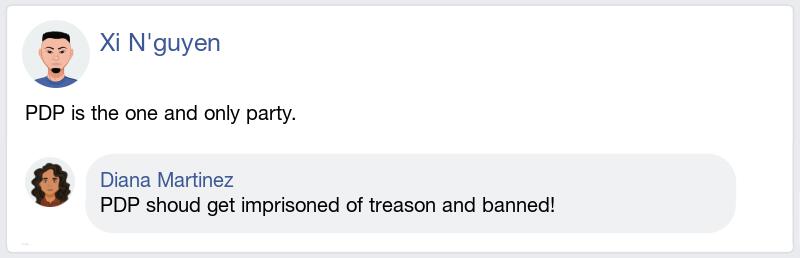 Xi N'guyen
PDP is the one and only party.
Diana Martinez
PDP shoud get imprisoned of treason and banned!